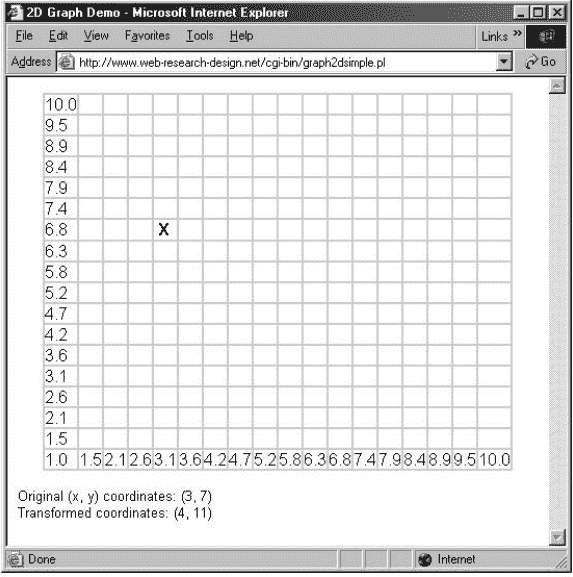 2D Graph Demo - Microsoft Internet Explorer
File Edit View Favorites Tools Help Links »
Address http://www.web-research-design.net/cgi-bin/graph2dsimple.pl Go
10.0
9.5
8.9
8.4
7.9
7.4
6.8 X
6.3
5.8
5.2
4.7
4.2
3.6
3.1
2.6
2.1
1.5
1.0 1.5 2.1 2.6 3.1 3.6 4.2 4.7 5.2 5.8 6.3 6.8 7.4 7.9 8.4 8.9 9.5 10.0
Original (x, y) coordinates: (3, 7)
Transformed coordinates: (4, 11)
Done Internet